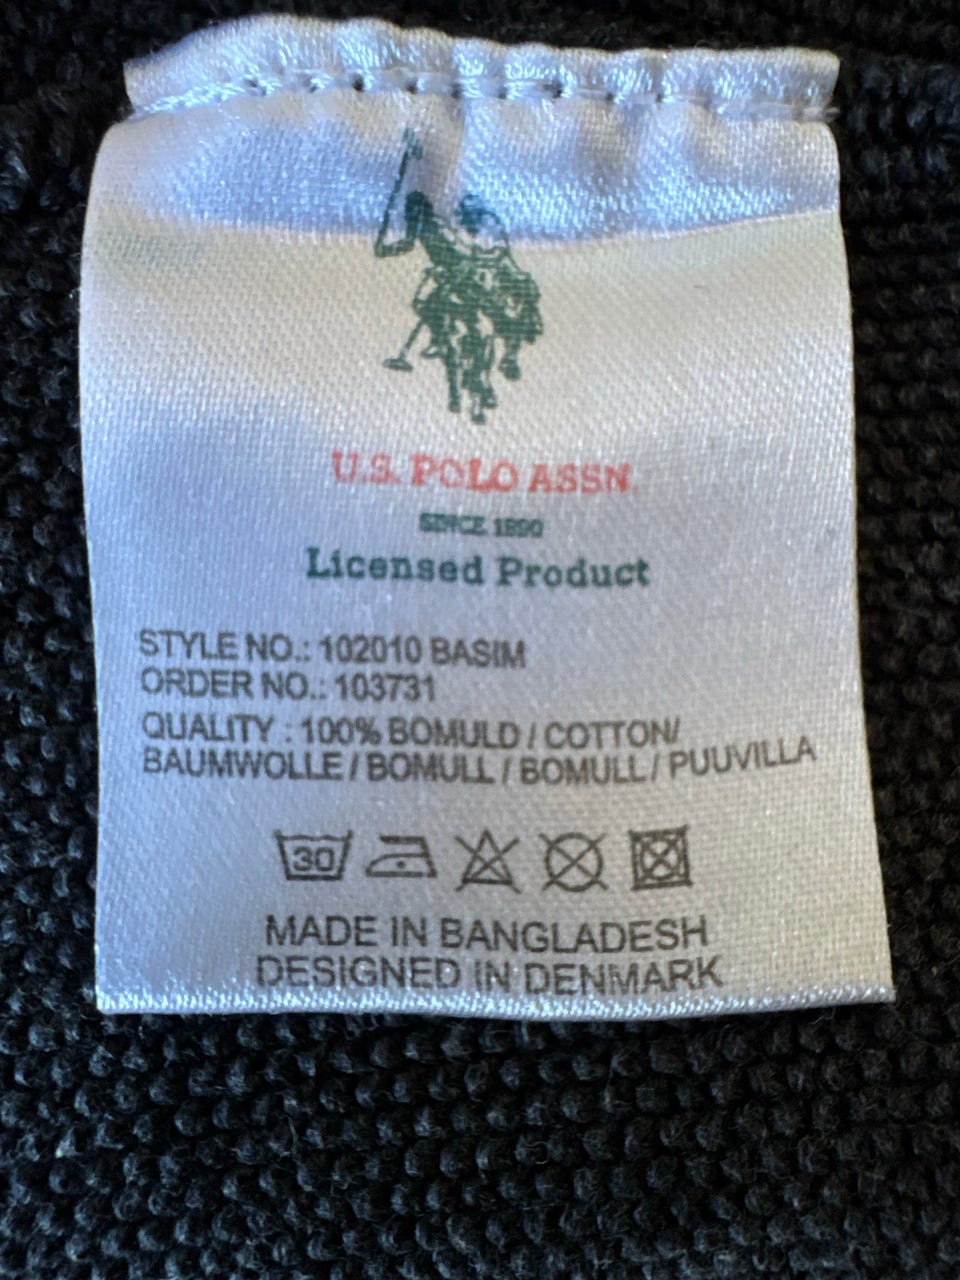 U.S. POLO ASSN.
SINCE 1890
Licensed Product
STYLE NO.: 102010 BASIM
ORDER NO.: 103731
QUALITY : 100% BOMULD / COTTON/
BAUMWOLLE / BOMULL / BOMULL / PUUVILLA
30
MADE IN BANGLADESH
DESIGNED IN DENMARK